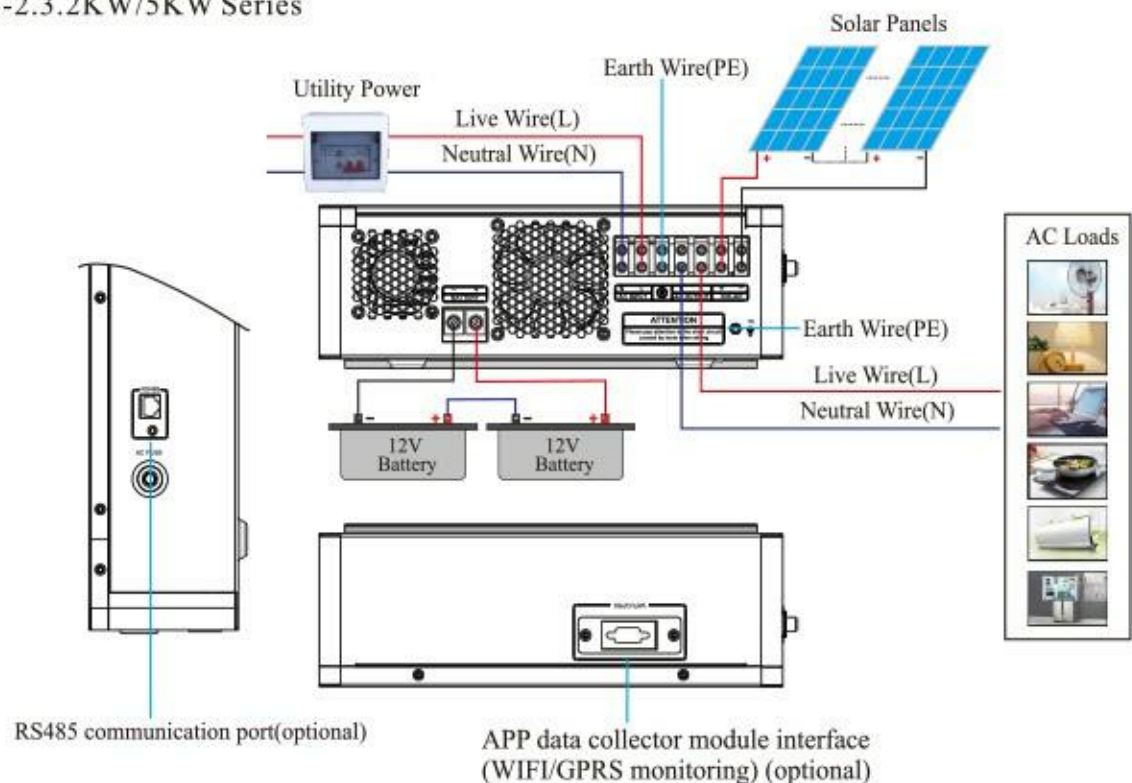 -2.3.2KW/5KW Series
Solar Panels
Earth Wire(PE)
Utility Power
Live Wire(L)
Neutral Wire(N)
+ - + -
AC Loads
ATTENTION
Earth Wire(PE)
Live Wire(L)
Neutral Wire(N)
- + - +
12V
Battery
12V
Battery
AC FUSE
RS485 communication port(optional)
APP data collector module interface
(WIFI/GPRS monitoring) (optional)